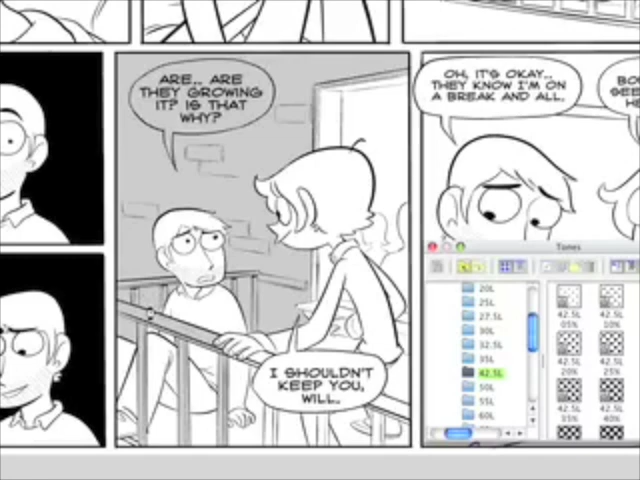 ARE.. ARE
THEY GROWING
IT? IS THAT
WHY?
OH, IT'S OKAY..
THEY KNOW I'M ON
A BREAK AND ALL.
I SHOULDN'T
KEEP YOU,
WILL.
Tones
20L
25L
27.5L
30L
32.5L
35L
42.5L
50L
55L
60L
42.5L
05%
42.5L
10%
42.5L
20%
42.5L
25%
42.5L
35%
42.5L
40%